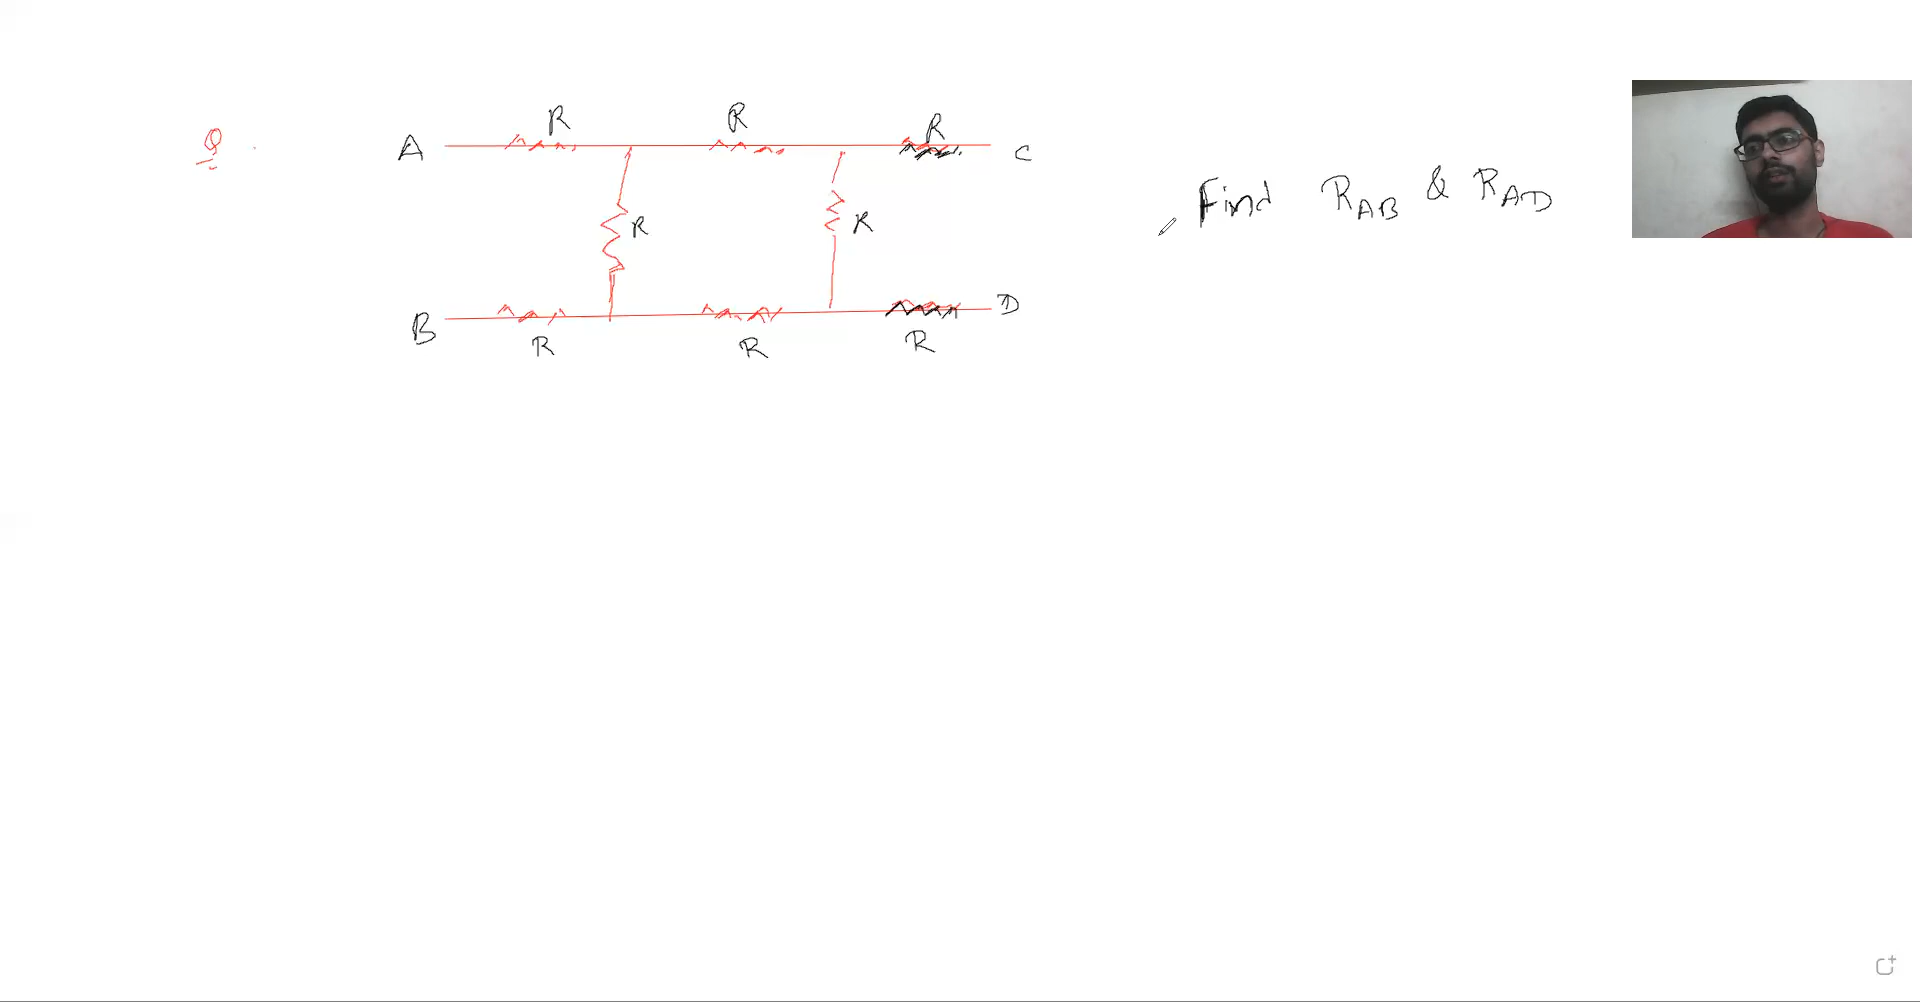 Q.
R R R
A C
Find R_AB & R_AD
R R
B D
R R R